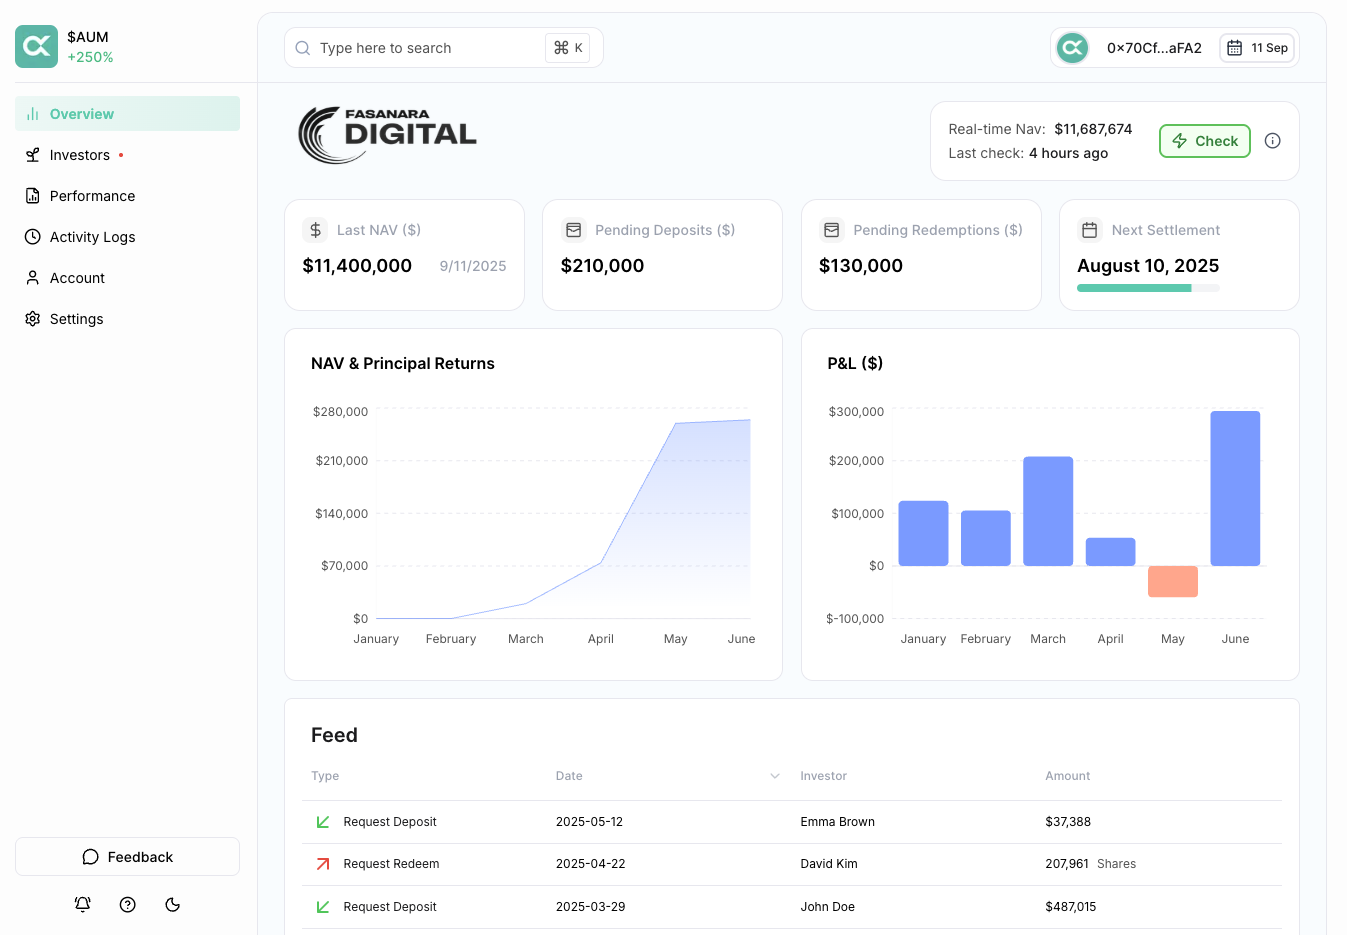 $AUM
+250%
Type here to search
⌘ K
0x70Cf...aFA2
11 Sep
Overview
Investors
Performance
Activity Logs
Account
Settings
FASANARA
DIGITAL
Real-time Nav: $11,687,674
Last check: 4 hours ago
Check
Last NAV ($)
$11,400,000 9/11/2025
Pending Deposits ($)
$210,000
Pending Redemptions ($)
$130,000
Next Settlement
August 10, 2025
NAV & Principal Returns
$280,000
$210,000
$140,000
$70,000
$0
January February March April May June
P&L ($)
$300,000
$200,000
$100,000
$0
$-100,000
January February March April May June
Feed
Type Date Investor Amount
Request Deposit 2025-05-12 Emma Brown $37,388
Request Redeem 2025-04-22 David Kim 207,961 Shares
Request Deposit 2025-03-29 John Doe $487,015
Feedback